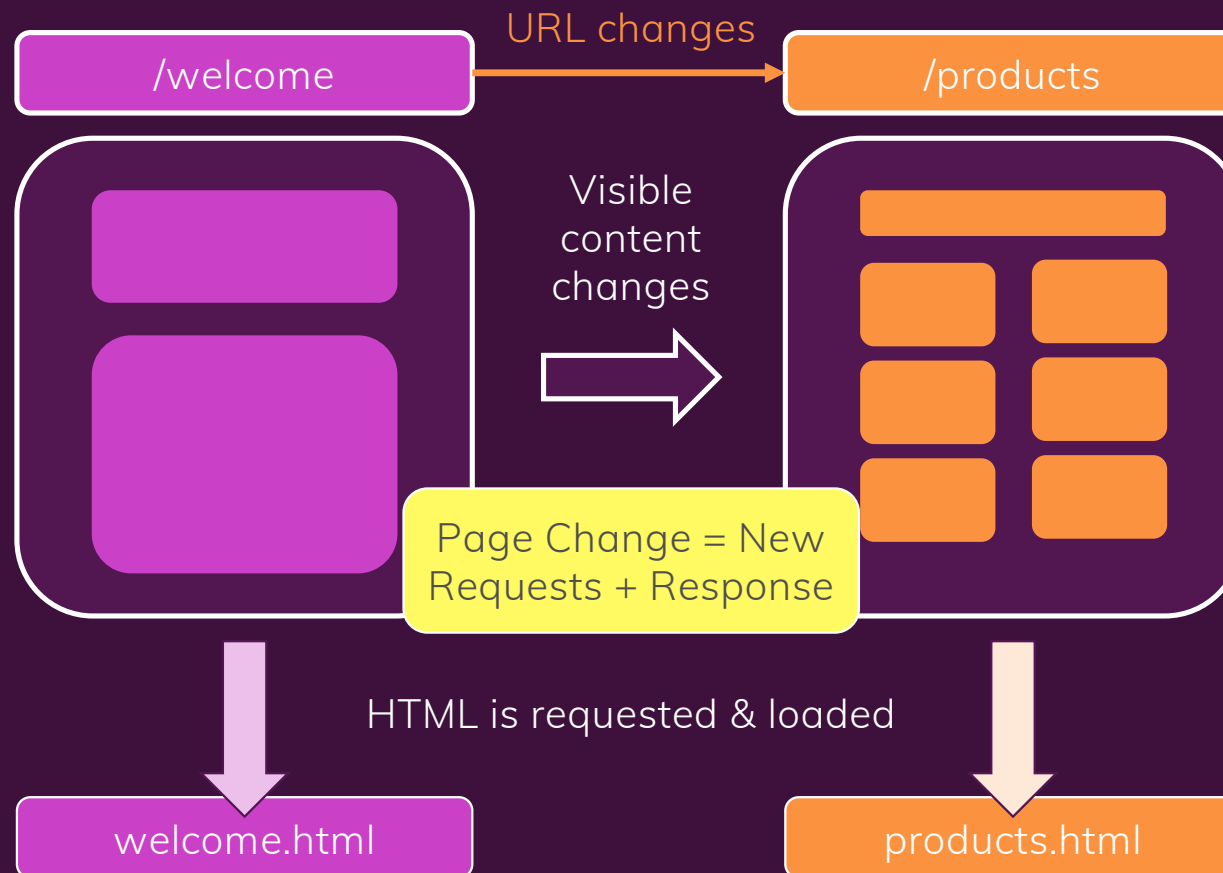 URL changes
/welcome
/products
Visible
content
changes
Page Change = New
Requests + Response
HTML is requested & loaded
welcome.html
products.html